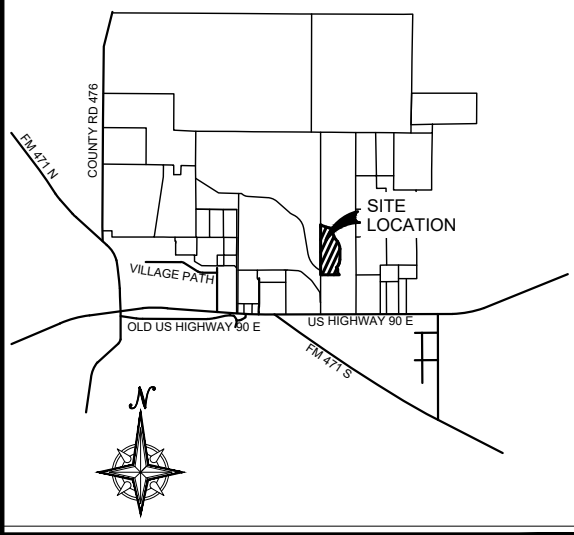 COUNTY RD 476
FM 471 N
SITE
LOCATION
VILLAGE PATH
OLD US HIGHWAY 90 E
US HIGHWAY 90 E
FM 471 S
N